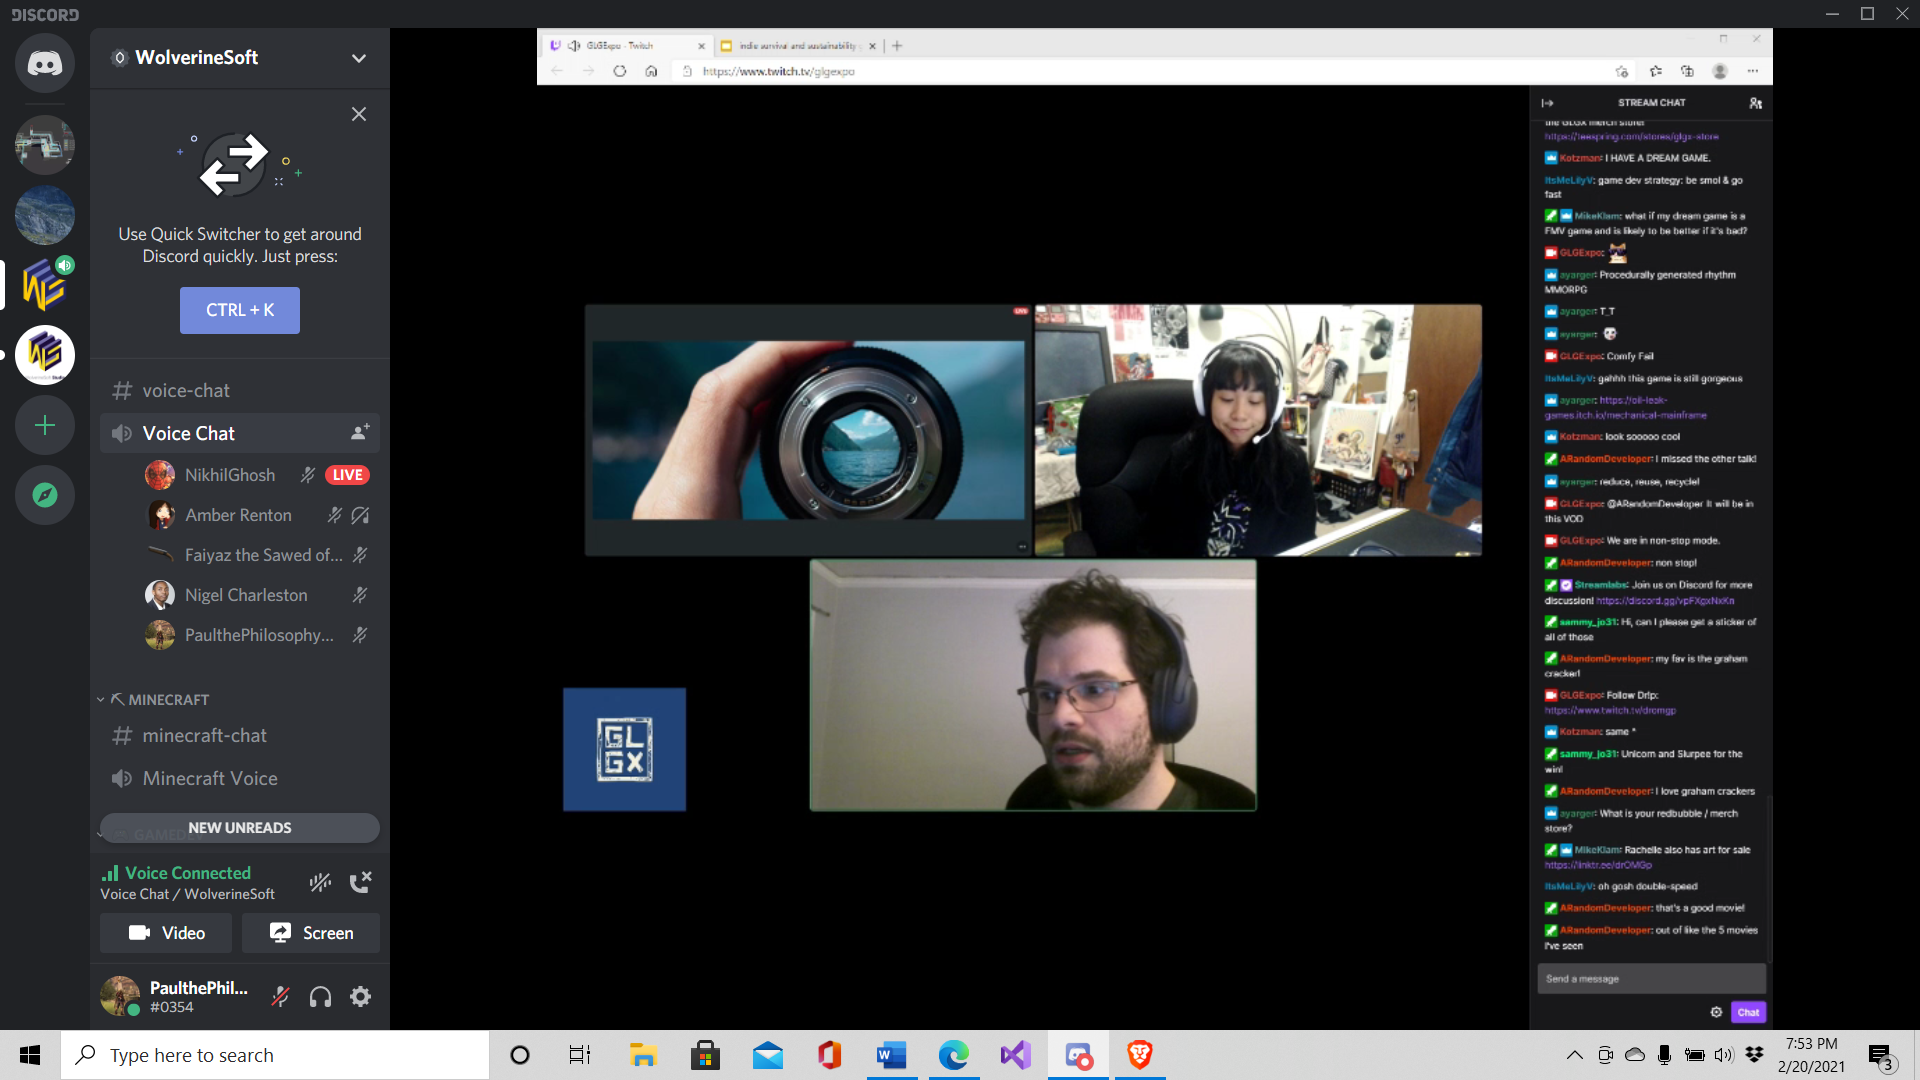 DISCORD
WolverineSoft
Use Quick Switcher to get around
Discord quickly. Just press:
CTRL + K
voice-chat
Voice Chat
NikhilGhosh
LIVE
Amber Renton
Faiyaz the Sawed of...
Nigel Charleston
PaulthePhilosophy...
MINECRAFT
minecraft-chat
Minecraft Voice
NEW UNREADS
Voice Connected
Voice Chat / WolverineSoft
Video
Screen
PaulthePhil...
#0354
GLGExpo - Twitch
indie survival and sustainability
https://www.twitch.tv/glgexpo
LIVE
GL
GX
STREAM CHAT
the GLGX merch store!
https://teespring.com/stores/glgx-store
Kotzman: I HAVE A DREAM GAME.
ItsMeLilyV: game dev strategy: be smol & go
fast
MikeKlam: what if my dream game is a
FMV game and is likely to be better if it's bad?
GLGExpo:
ayarger: Procedurally generated rhythm
MMORPG
ayarger: T_T
ayarger:
GLGExpo: Comfy Fail
ItsMeLilyV: gahhh this game is still gorgeous
ayarger: https://oil-leak-
games.itch.io/mechanical-mainframe
Kotzman: look sooooo cool
ARandomDeveloper: I missed the other talk!
ayarger: reduce, reuse, recycle!
GLGExpo: @ARandomDeveloper It will be in
this VOD
GLGExpo: We are in non-stop mode.
ARandomDeveloper: non stop!
Streamlabs: Join us on Discord for more
discussion! https://discord.gg/vpFXgxNxKn
sammy_jo31: Hi, can I please get a sticker of
all of those
ARandomDeveloper: my fav is the graham
cracker!
GLGExpo: Follow Dr!p:
https://www.twitch.tv/dromgp
Kotzman: same ^
sammy_jo31: Unicorn and Slurpee for the
win!
ARandomDeveloper: I love graham crackers
ayarger: What is your redbubble / merch
store?
MikeKlam: Rachelle also has art for sale
https://linktr.ee/drOMGp
ItsMeLilyV: oh gosh double-speed
ARandomDeveloper: that's a good movie!
ARandomDeveloper: out of like the 5 movies
I've seen
Send a message
Chat
Type here to search
7:53 PM
2/20/2021
3